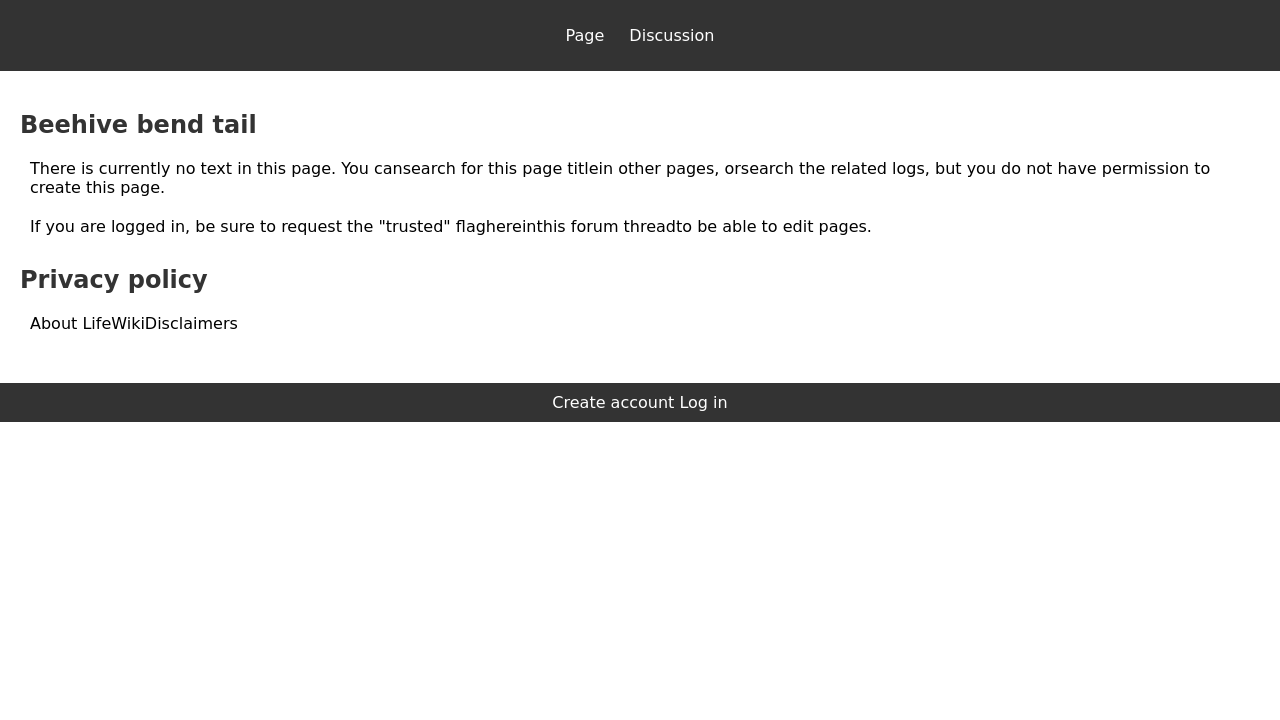 Page Discussion
Beehive bend tail
There is currently no text in this page. You cansearch for this page titlein other pages, orsearch the related logs, but you do not have permission to
create this page.
If you are logged in, be sure to request the "trusted" flaghereinthis forum threadto be able to edit pages.
Privacy policy
About LifeWikiDisclaimers
Create account Log in